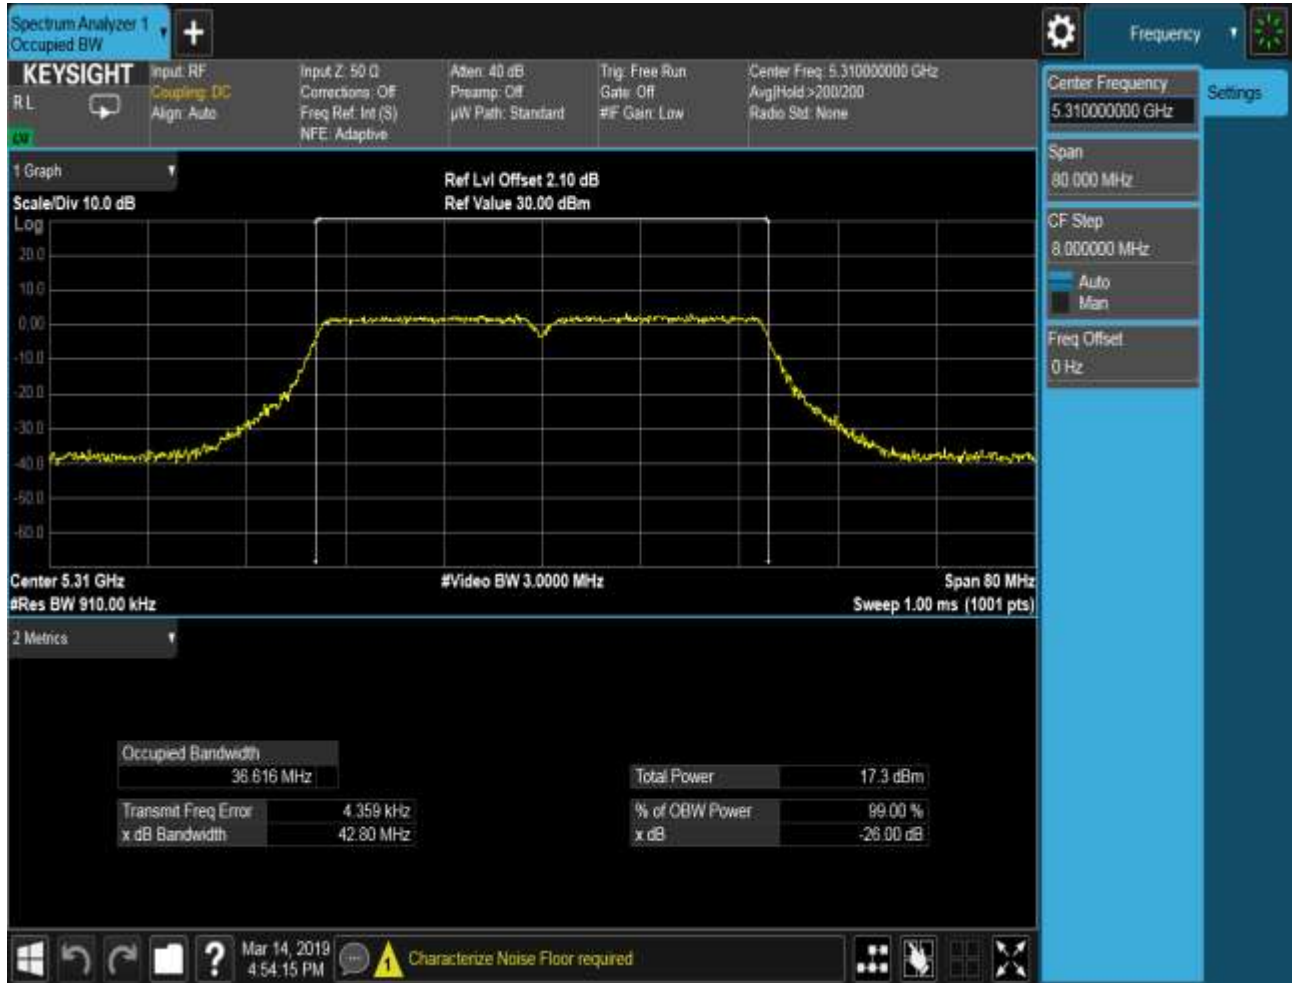 Spectrum Analyzer 1
Occupied BW
Frequency
KEYSIGHT
RL
Input: RF
Coupling: DC
Align: Auto
Input Z: 50 Ω
Corrections: Off
Freq Ref: Int (S)
NFE: Adaptive
Atten: 40 dB
Preamp: Off
µW Path: Standard
Trig: Free Run
Gate: Off
#IF Gain: Low
Center Freq: 5.310000000 GHz
Avg|Hold:>200/200
Radio Std: None
Center Frequency
5.310000000 GHz
Settings
Span
80.000 MHz
CF Step
8.000000 MHz
Auto
Man
Freq Offset
0 Hz
1 Graph
Scale/Div 10.0 dB
Ref Lvl Offset 2.10 dB
Ref Value 30.00 dBm
Log
20.0
10.0
0.00
-10.0
-20.0
-30.0
-40.0
-50.0
-60.0
Center 5.31 GHz
#Video BW 3.0000 MHz
Span 80 MHz
#Res BW 910.00 kHz
Sweep 1.00 ms (1001 pts)
2 Metrics
Occupied Bandwidth
36.616 MHz
Total Power 17.3 dBm
Transmit Freq Error 4.359 kHz
% of OBW Power 99.00 %
x dB Bandwidth 42.80 MHz
x dB -26.00 dB
Mar 14, 2019
4:54:15 PM
?
1
Characterize Noise Floor required